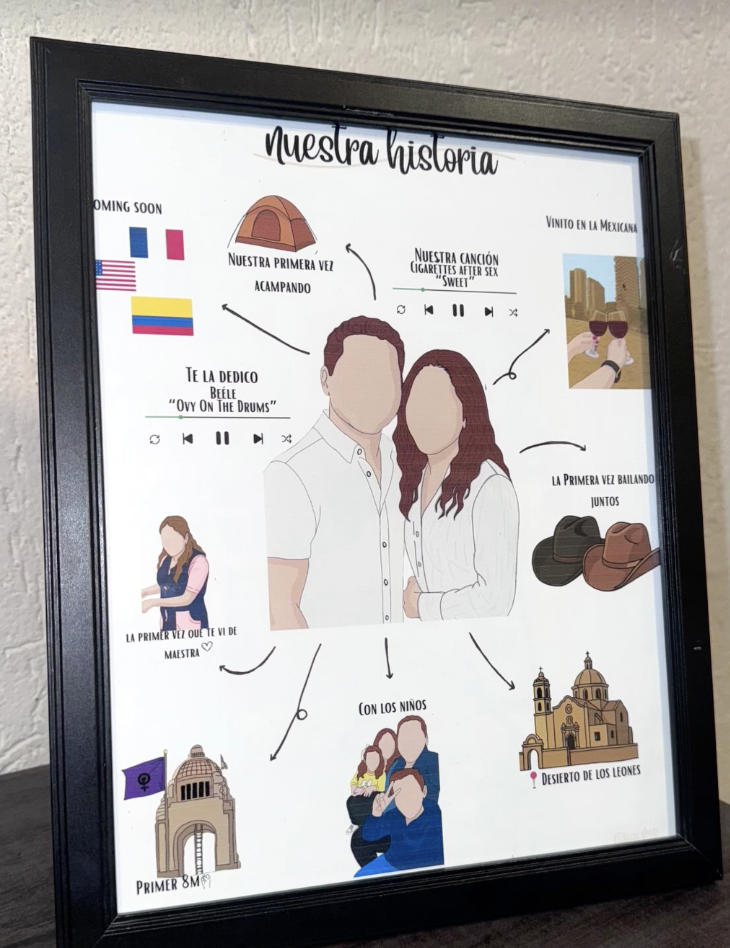 nuestra historia
OMING SOON
NUESTRA PRIMERA VEZ
ACAMPANDO
NUESTRA CANCIÓN
CIGARETTES AFTER SEX
"SWEET"
VINITO EN LA MEXICANA
TE LA DEDICO
BEÉLE
"OVY ON THE DRUMS"
LA PRIMERA VEZ BAILANDO
JUNTOS
LA PRIMER VEZ QUE TE VI DE
MAESTRA
CON LOS NIÑOS
DESIERTO DE LOS LEONES
PRIMER 8M